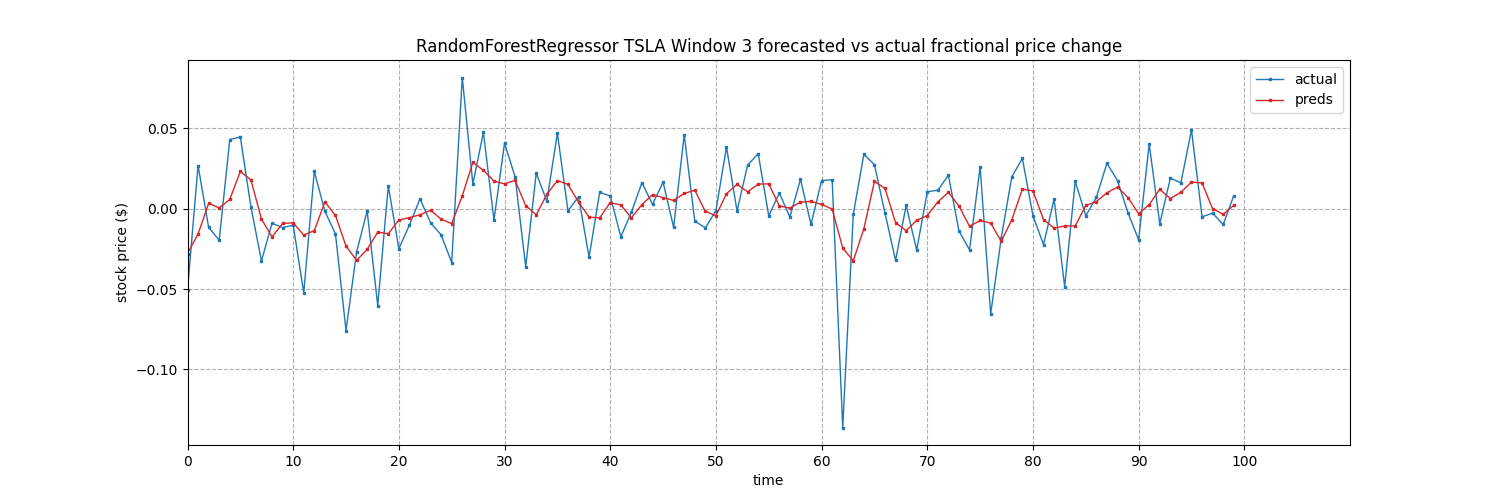 RandomForestRegressor TSLA Window 3 forecasted vs actual fractional price change
actual
preds
0.05
0.00
−0.05
−0.10
stock price ($)
0 10 20 30 40 50 60 70 80 90 100
time